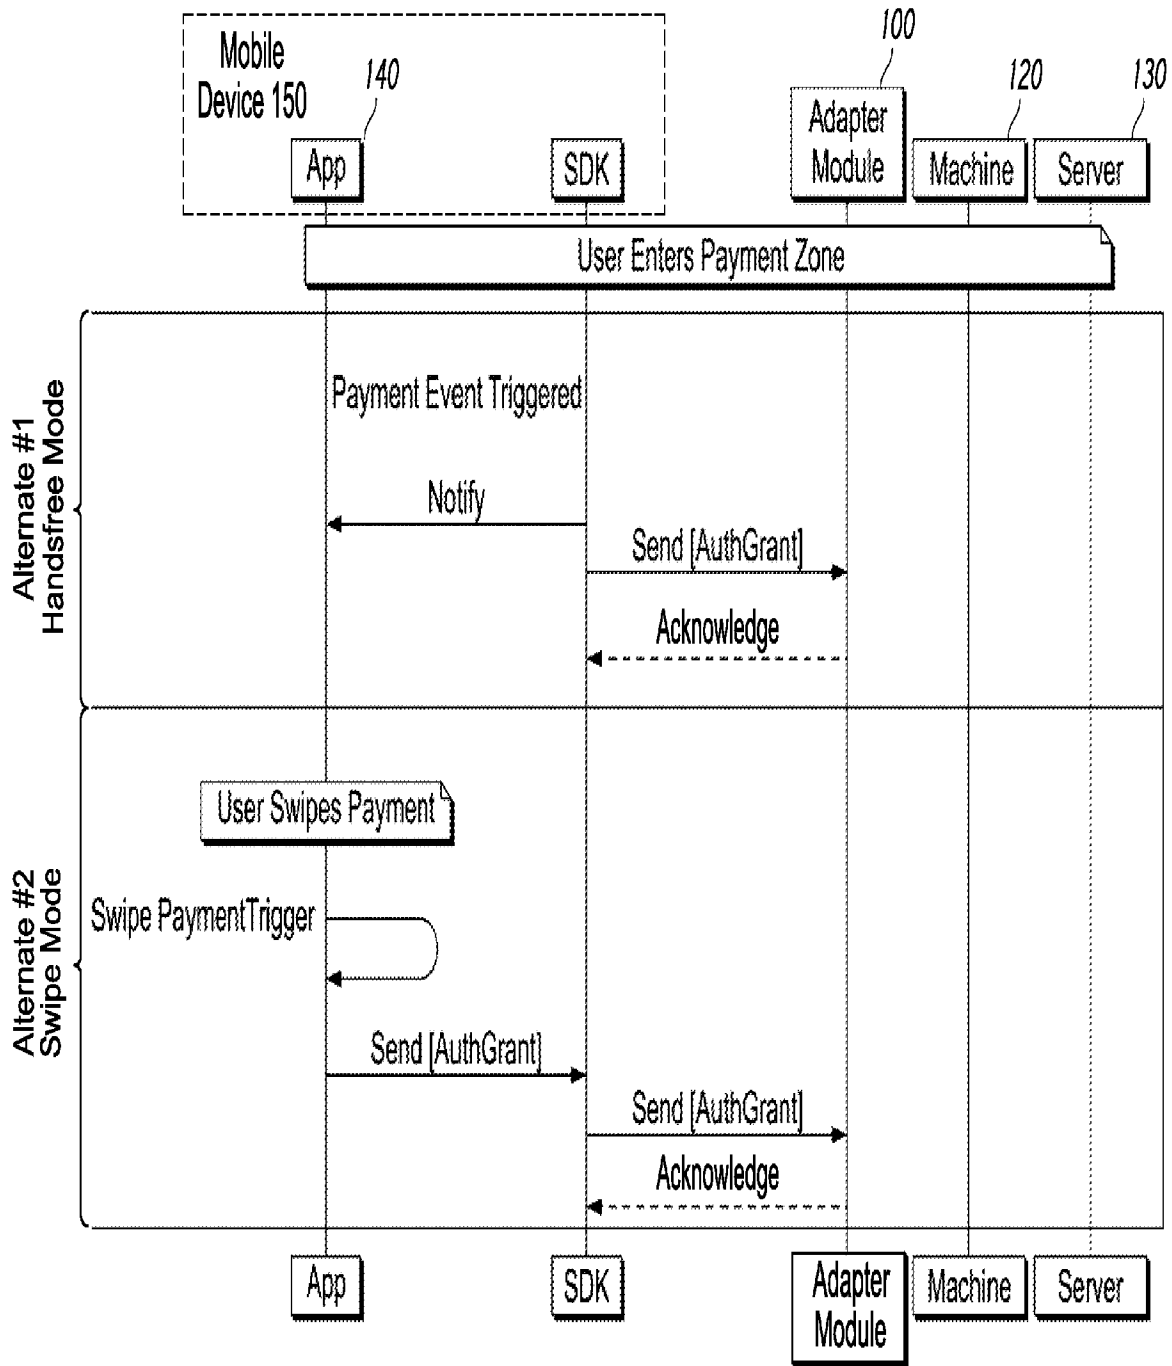 Mobile
Device 150
140
100
120
130
App
SDK
Adapter
Module
Machine
Server
User Enters Payment Zone
Alternate #1
Handsfree Mode
Payment Event Triggered
Notify
Send [AuthGrant]
Acknowledge
Alternate #2
Swipe Mode
User Swipes Payment
Swipe PaymentTrigger
Send [AuthGrant]
Send [AuthGrant]
Acknowledge
App
SDK
Adapter
Module
Machine
Server